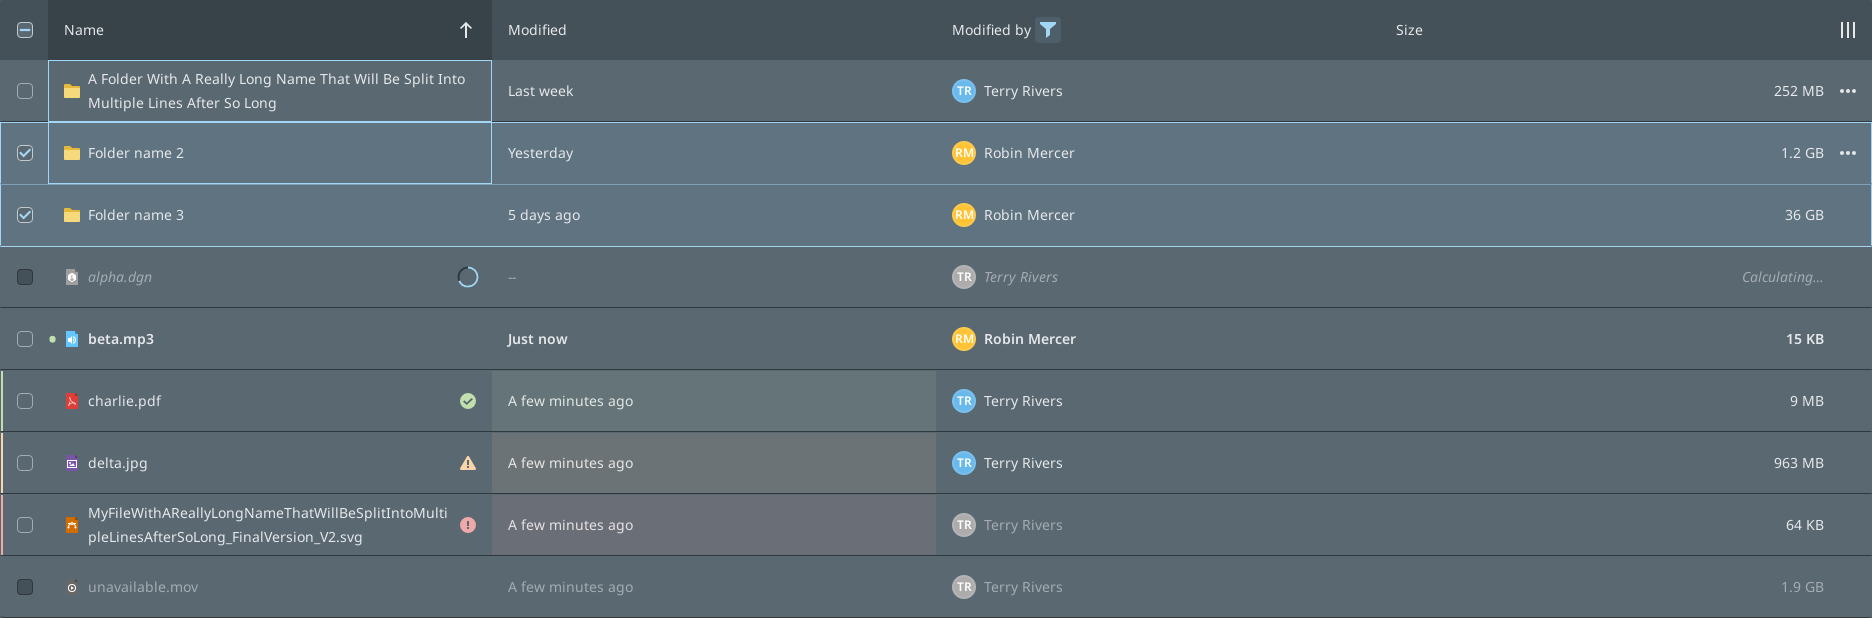 Name Modified Modified by Size
A Folder With A Really Long Name That Will Be Split Into
Multiple Lines After So Long
Last week TR Terry Rivers 252 MB
Folder name 2 Yesterday RM Robin Mercer 1.2 GB
Folder name 3 5 days ago RM Robin Mercer 36 GB
alpha.dgn -- TR Terry Rivers Calculating...
beta.mp3 Just now RM Robin Mercer 15 KB
charlie.pdf A few minutes ago TR Terry Rivers 9 MB
delta.jpg A few minutes ago TR Terry Rivers 963 MB
MyFileWithAReallyLongNameThatWillBeSplitIntoMulti
pleLinesAfterSoLong_FinalVersion_V2.svg
A few minutes ago TR Terry Rivers 64 KB
unavailable.mov A few minutes ago TR Terry Rivers 1.9 GB